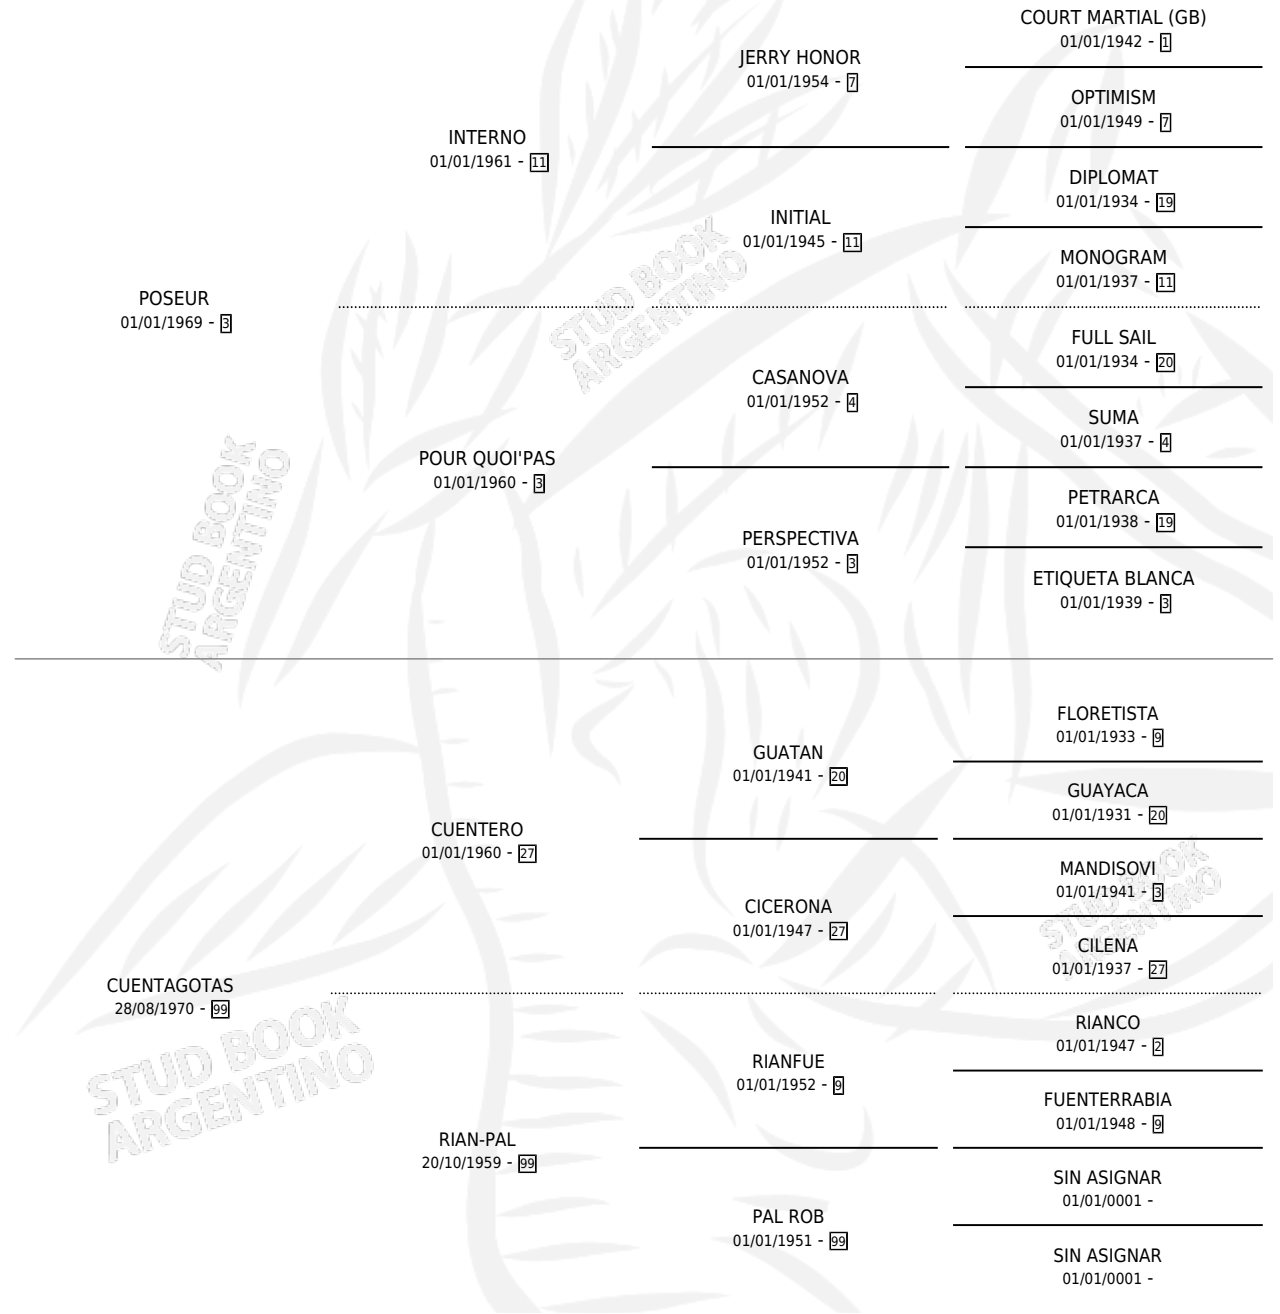 COURT MARTIAL (GB)
01/01/1942 - 1
JERRY HONOR
01/01/1954 - 7
OPTIMISM
01/01/1949 - 7
INTERNO
01/01/1961 - 11
DIPLOMAT
01/01/1934 - 19
INITIAL
01/01/1945 - 11
MONOGRAM
01/01/1937 - 11
POSEUR
01/01/1969 - 3
FULL SAIL
01/01/1934 - 20
CASANOVA
01/01/1952 - 4
SUMA
01/01/1937 - 4
POUR QUOI'PAS
01/01/1960 - 3
PETRARCA
01/01/1938 - 19
PERSPECTIVA
01/01/1952 - 3
ETIQUETA BLANCA
01/01/1939 - 3
STUD BOOK
ARGENTINO
STUD BOOK
ARGENTINO
FLORETISTA
01/01/1933 - 9
GUATAN
01/01/1941 - 20
GUAYACA
01/01/1931 - 20
CUENTERO
01/01/1960 - 27
MANDISOVI
01/01/1941 - 3
CICERONA
01/01/1947 - 27
CILENA
01/01/1937 - 27
CUENTAGOTAS
28/08/1970 - 99
RIANCO
01/01/1947 - 2
RIANFUE
01/01/1952 - 9
FUENTERRABIA
01/01/1948 - 9
RIAN-PAL
20/10/1959 - 99
SIN ASIGNAR
01/01/0001 -
PAL ROB
01/01/1951 - 99
SIN ASIGNAR
01/01/0001 -
STUD BOOK
ARGENTINO
STUD BOOK
ARGENTINO